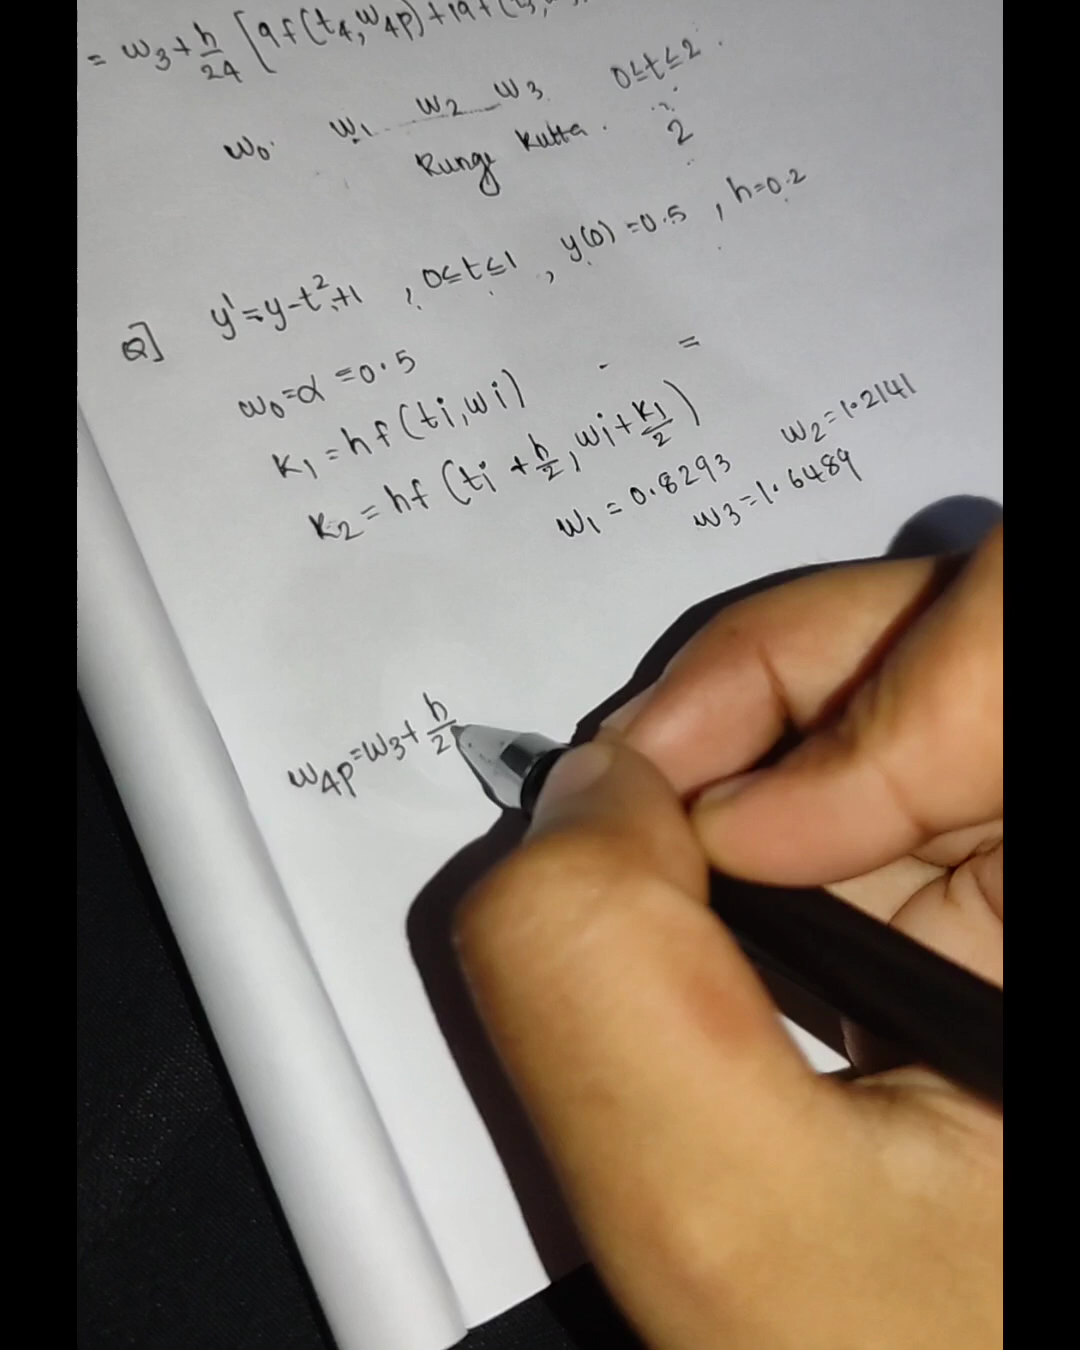 = w₃ + h/24 [9f(t₄, w₄p) + 19f(t₃,
w₀ w₁ w₂ w₃ 0≤t≤2
Runge Kutta. 2
Q] y' = y - t² + 1 , 0≤t≤1 , y(0) = 0.5 , h=0.2
w₀ = α = 0.5
K₁ = hf(ti, wi) =
K₂ = hf(ti + h/2, wi + K₁/2)
w₁ = 0.8293 w₂ = 1.2141
w₃ = 1.6489
w₄p = w₃ + h/2